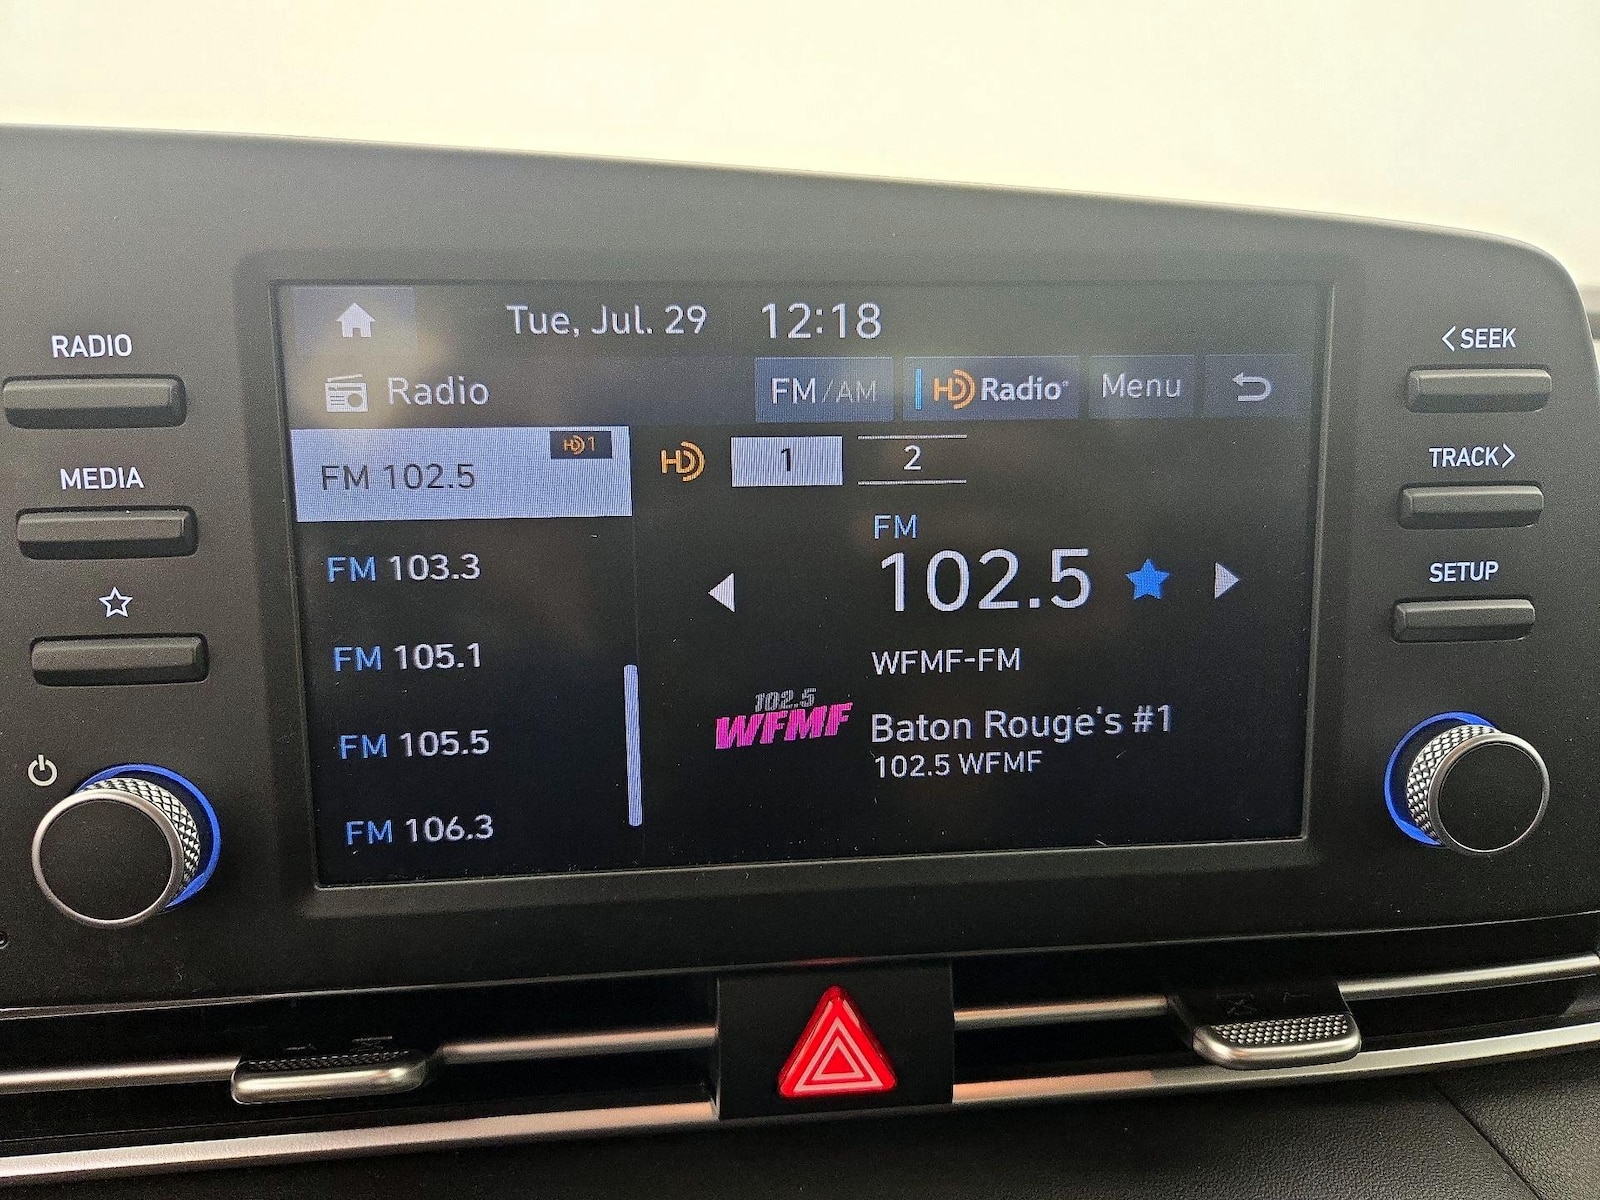 Tue, Jul. 29 12:18
RADIO
<SEEK
Radio
FM/AM
HD Radio®
Menu
FM 102.5
HD 1
HD 1 2
MEDIA
TRACK>
FM
102.5
FM 103.3
SETUP
FM 105.1
WFMF-FM
102.5
WFMF
Baton Rouge's #1
102.5 WFMF
FM 105.5
FM 106.3